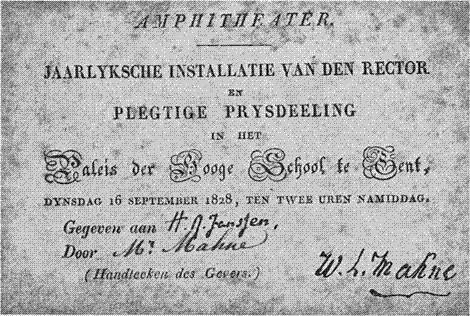 AMPHITHEATER.
JAARLYKSCHE INSTALLATIE VAN DEN RECTOR
EN
PLEGTIGE PRYSDEELING
IN HET
Paleis der Hooge School te Gent,
DYNSDAG 16 SEPTEMBER 1828, TEN TWEE UREN NAMIDDAG.
Gegeven aan H. J. Janssen,
Door Mr. Mahne
(Handteeken des Gevers.)
W. L. Mahne